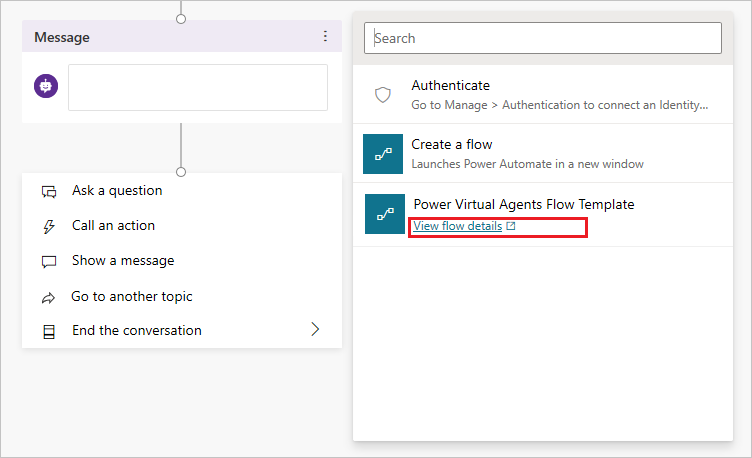 Message
Ask a question
Call an action
Show a message
Go to another topic
End the conversation
Search
Authenticate
Go to Manage > Authentication to connect an Identity...
Create a flow
Launches Power Automate in a new window
Power Virtual Agents Flow Template
View flow details